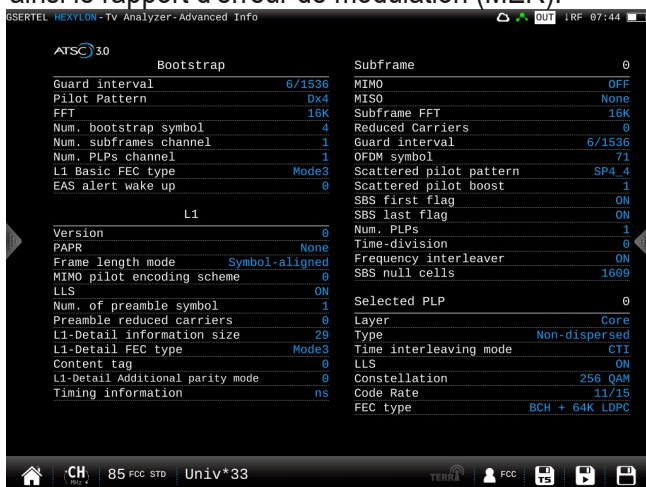 ainsi le rapport d'erreur de modulation (MER).
GSERTEL HEXYLON-Tv Analyzer-Advanced Info OUT ↓RF 07:44
ATSC 3.0
Bootstrap
Guard interval 6/1536
Pilot Pattern Dx4
FFT 16K
Num. bootstrap symbol 4
Num. subframes channel 1
Num. PLPs channel 1
L1 Basic FEC type Mode3
EAS alert wake up 0
L1
Version 0
PAPR None
Frame length mode Symbol-aligned
MIMO pilot encoding scheme 0
LLS ON
Num. of preamble symbol 1
Preamble reduced carriers 0
L1-Detail information size 29
L1-Detail FEC type Mode3
Content tag 0
L1-Detail Additional parity mode 0
Timing information ns
Subframe 0
MIMO OFF
MISO None
Subframe FFT 16K
Reduced Carriers 0
Guard interval 6/1536
OFDM symbol 71
Scattered pilot pattern SP4_4
Scattered pilot boost 1
SBS first flag ON
SBS last flag ON
Num. PLPs 1
Time-division 0
Frequency interleaver ON
SBS null cells 1609
Selected PLP 0
Layer Core
Type Non-dispersed
Time interleaving mode CTI
LLS ON
Constellation 256 QAM
Code Rate 11/15
FEC type BCH + 64K LDPC
CH MHz 85 FCC STD Univ*33 TERR FCC TS